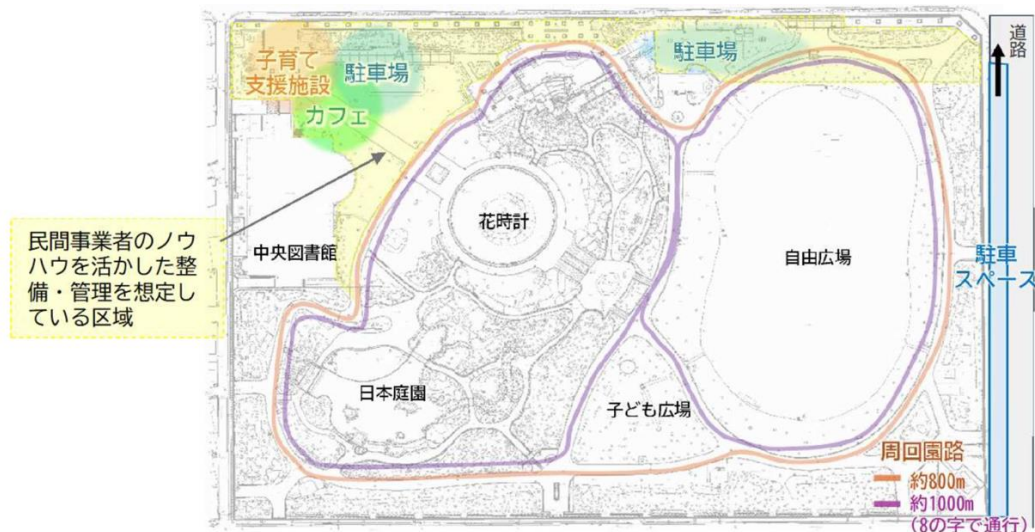 子育て
支援施設
駐車場
カフェ
駐車場
道路
民間事業者のノウ
ハウを活かした整
備・管理を想定し
ている区域
中央図書館
花時計
自由広場
駐車
スペース
日本庭園
子ども広場
周回園路
約800m
約1000m
(8の字で通行)